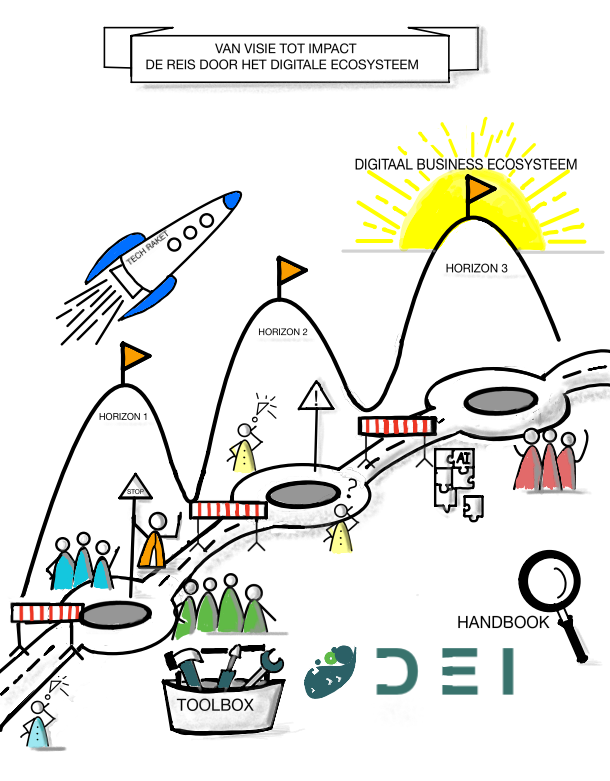 VAN VISIE TOT IMPACT
DE REIS DOOR HET DIGITALE ECOSYSTEEM
DIGITAAL BUSINESS ECOSYSTEEM
TECH RAKET
HORIZON 3
HORIZON 2
HORIZON 1
!
STOP
?
AI
HANDBOOK
TOOLBOX
DEI